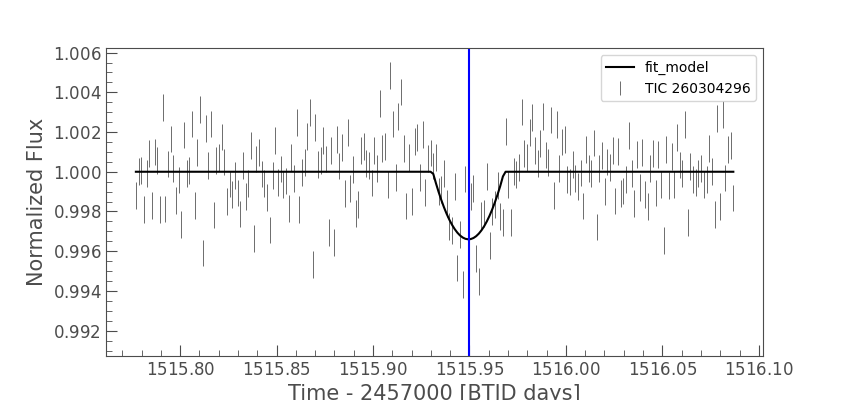 1.006
1.004
1.002
1.000
0.998
0.996
0.994
0.992
Normalized Flux
fit_model
TIC 260304296
1515.80 1515.85 1515.90 1515.95 1516.00 1516.05 1516.10
Time - 2457000 [BTJD days]